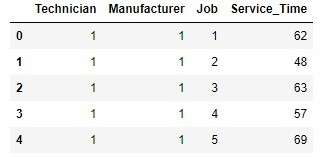 Technician Manufacturer Job Service_Time
0 1 1 1 62
1 1 1 2 48
2 1 1 3 63
3 1 1 4 57
4 1 1 5 69